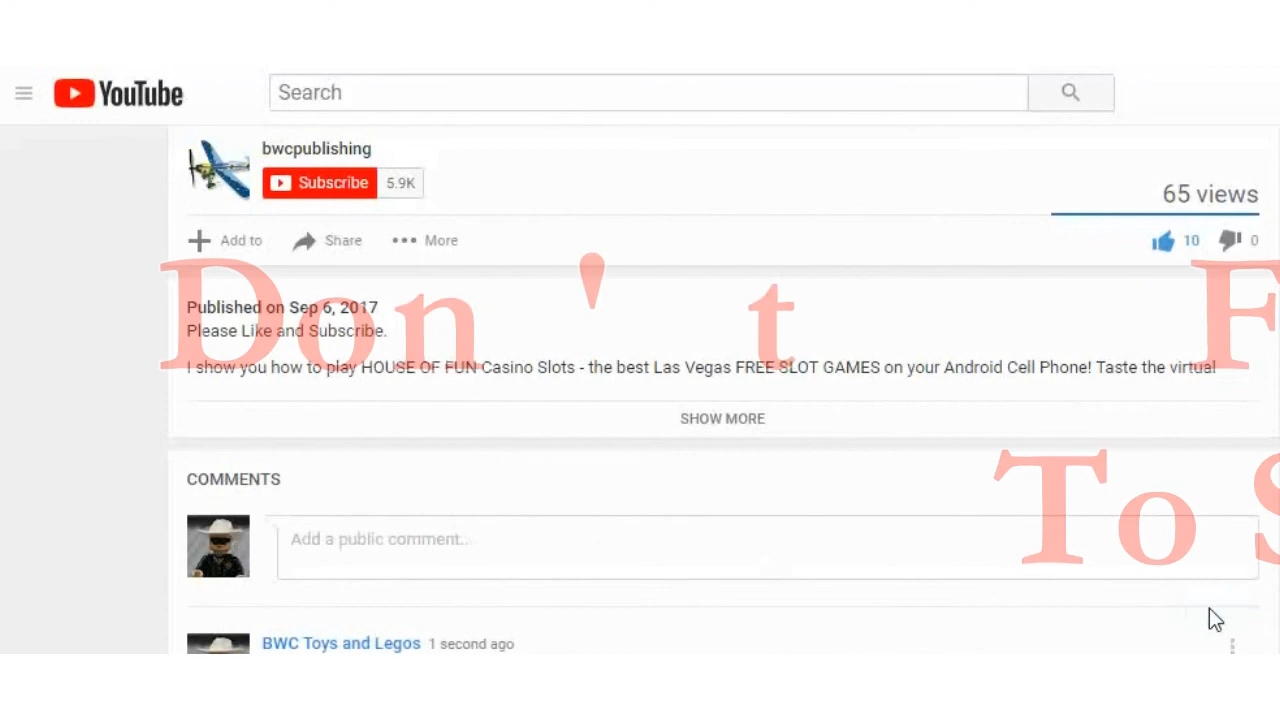 YouTube
Search
bwcpublishing
Subscribe 5.9K
65 views
Add to Share More
10 0
Don't F
Published on Sep 6, 2017
Please Like and Subscribe.
I show you how to play HOUSE OF FUN Casino Slots - the best Las Vegas FREE SLOT GAMES on your Android Cell Phone! Taste the virtual
SHOW MORE
To S
COMMENTS
Add a public comment...
BWC Toys and Legos 1 second ago